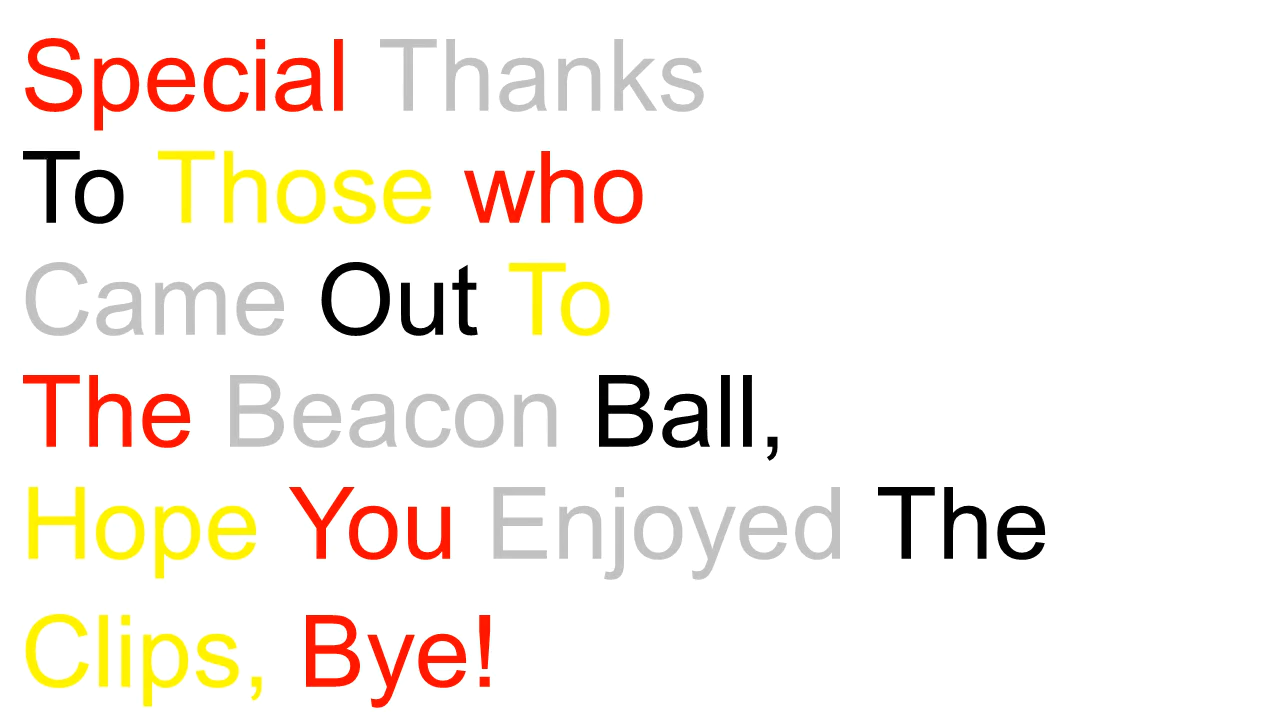 Special Thanks
To Those who
Came Out To
The Beacon Ball,
Hope You Enjoyed The
Clips, Bye!